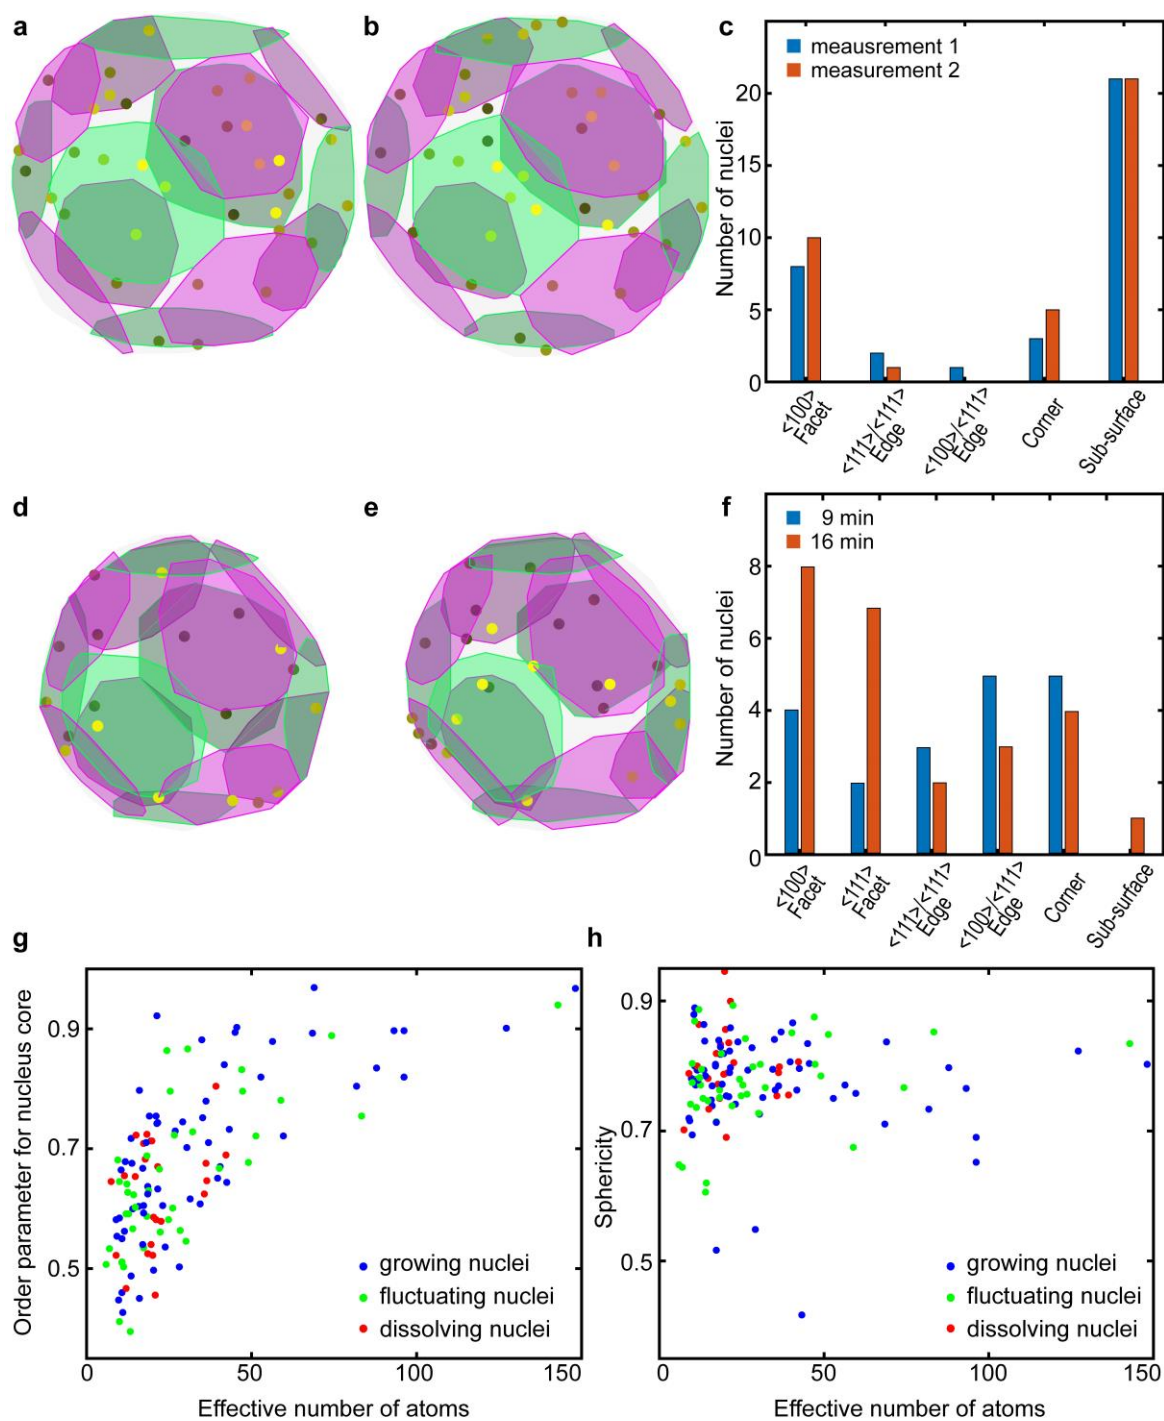 a
b
c
meausrement 1
measurement 2
Number of nuclei
20
15
10
5
0
<100>
Facet
<111>/<111>
Edge
<100>/<111>
Edge
Corner
Sub-surface
d
e
f
9 min
16 min
Number of nuclei
8
6
4
2
0
<100>
Facet
<111>
Facet
<111>/<111>
Edge
<100>/<111>
Edge
Corner
Sub-surface
g
Order parameter for nucleus core
0.9
0.7
0.5
growing nuclei
fluctuating nuclei
dissolving nuclei
0
50
100
150
Effective number of atoms
h
Sphericity
0.9
0.7
0.5
growing nuclei
fluctuating nuclei
dissolving nuclei
0
50
100
150
Effective number of atoms